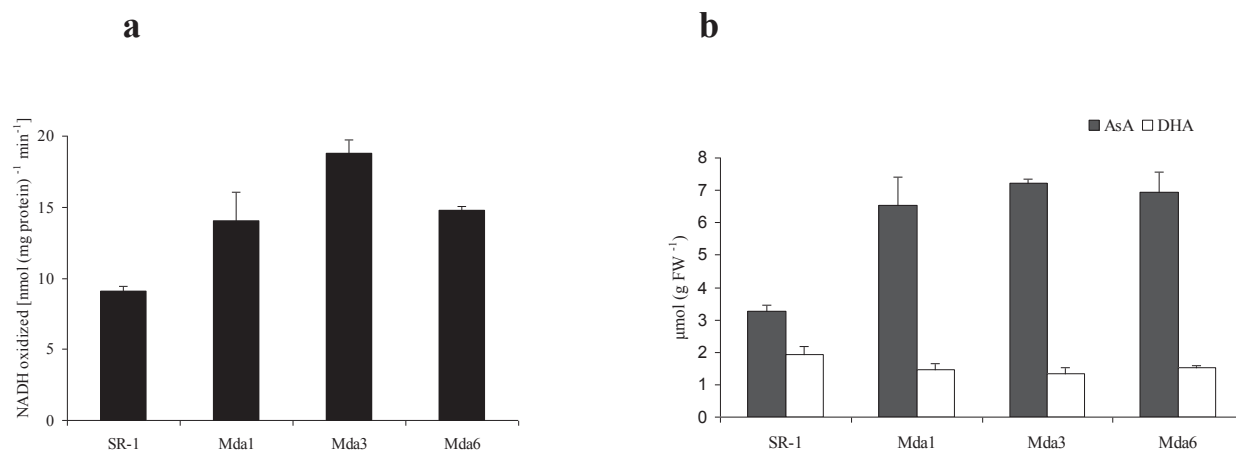 a
NADH oxidized [nmol (mg protein) -1 min-1]
20
15
10
5
0
SR-1 Mda1 Mda3 Mda6
b
AsA DHA
µmol (g FW -1)
8
7
6
5
4
3
2
1
0
SR-1 Mda1 Mda3 Mda6